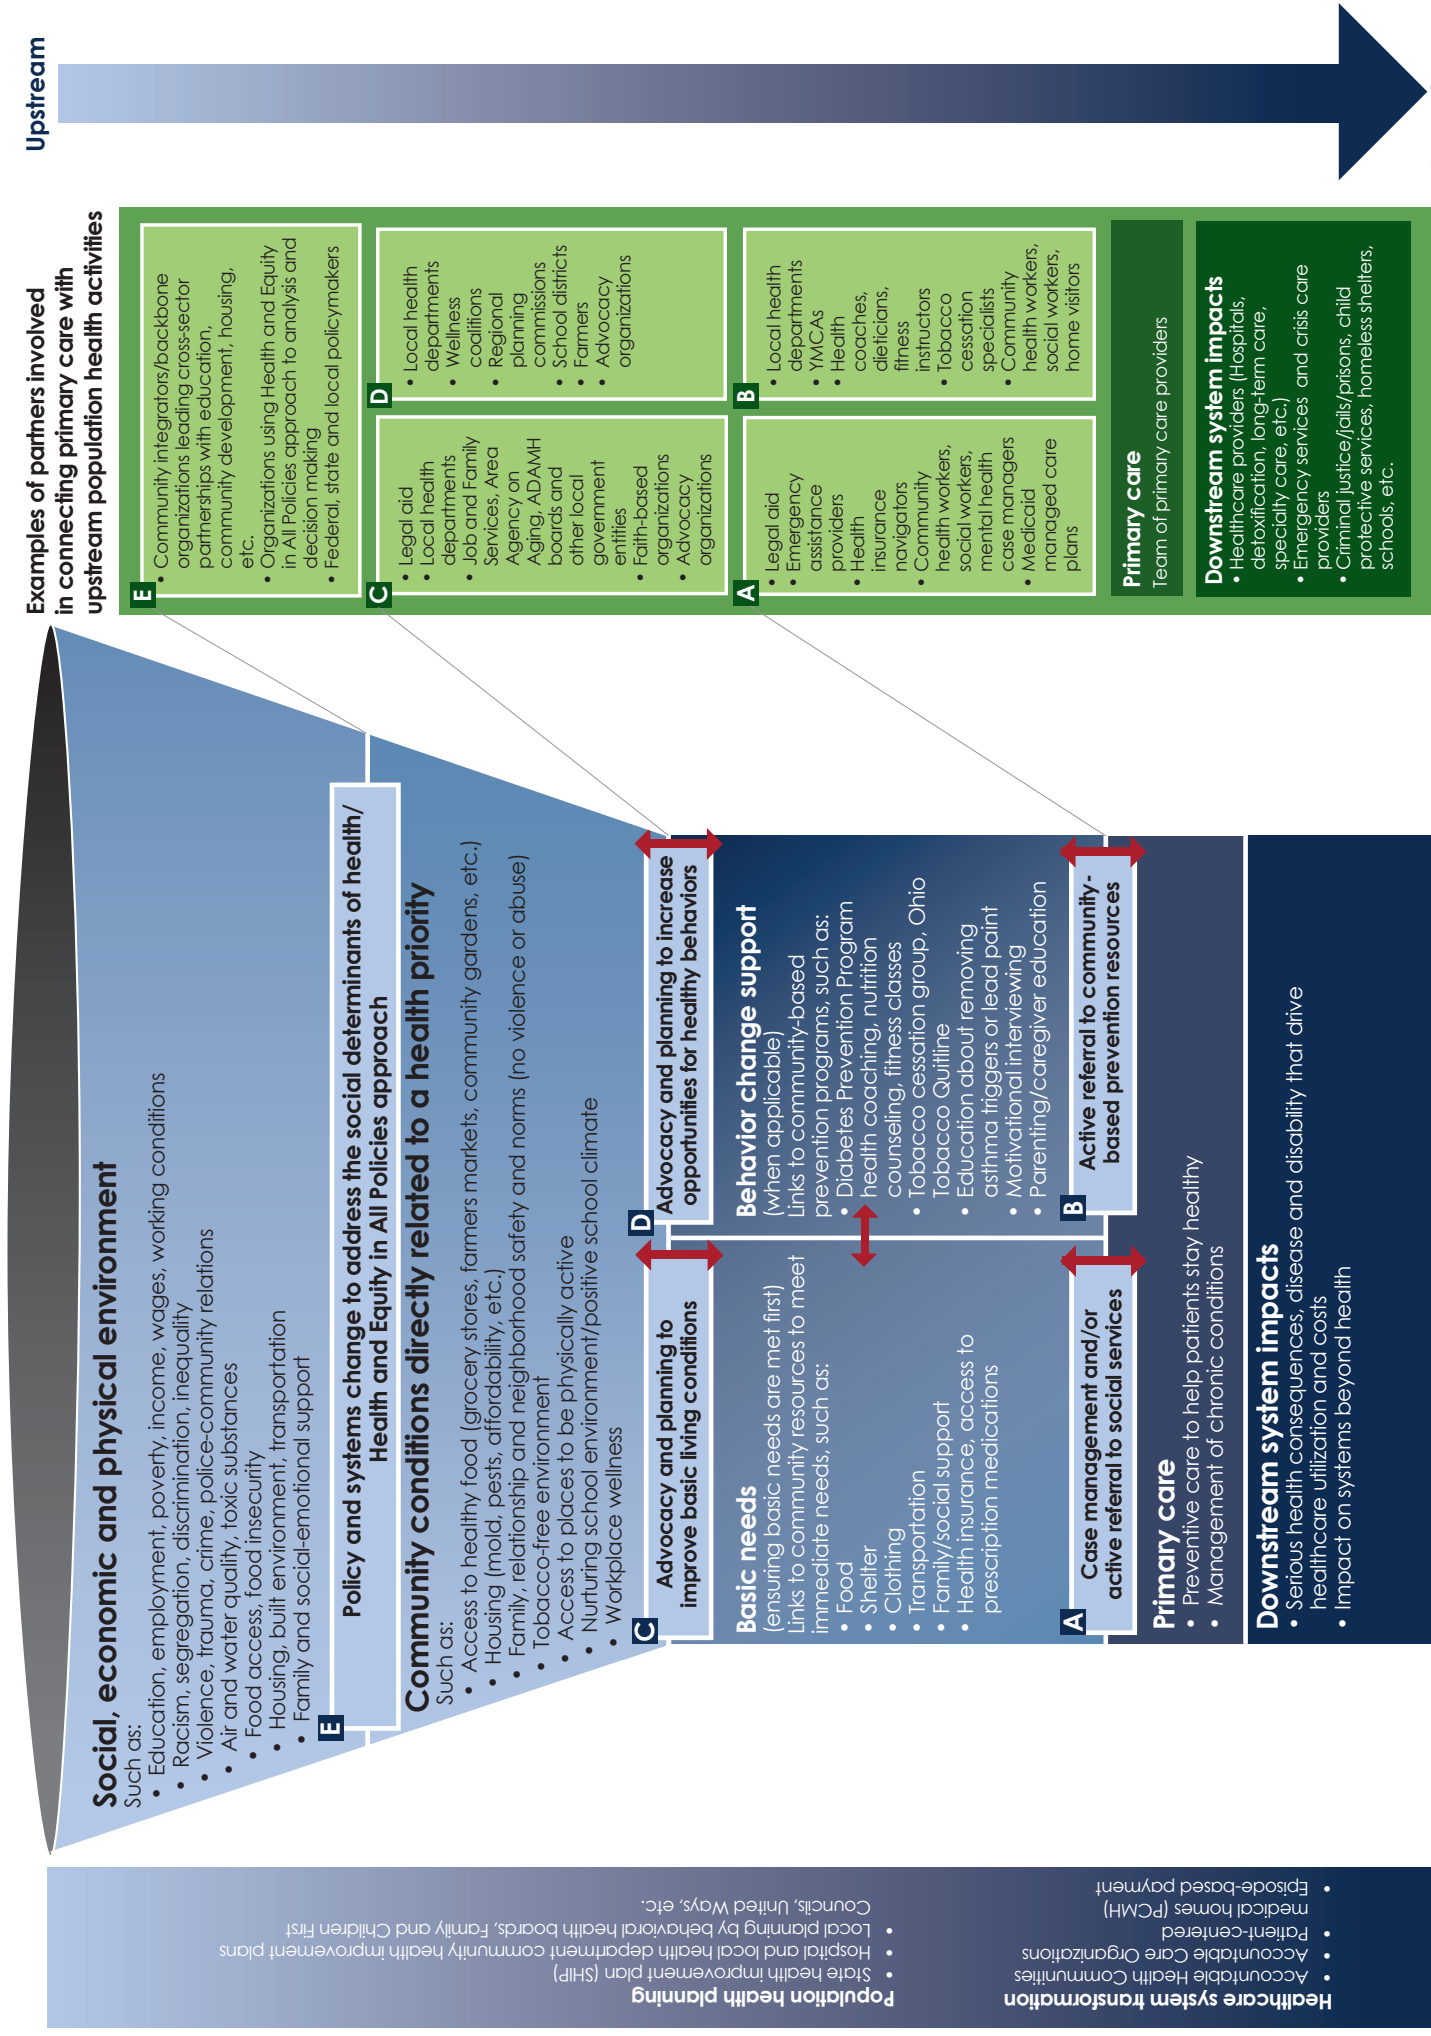 Population health planning
• State health improvement plan (SHIP)
• Hospital and local health department community health improvement plans
• Local planning by behavioral health boards, Family and Children First
Councils, United Ways, etc.
Healthcare system transformation
• Accountable Health Communities
• Accountable Care Organizations
• Patient-centered
medical homes (PCMH)
• Episode-based payment
Social, economic and physical environment
Such as:
• Education, employment, poverty, income, wages, working conditions
• Racism, segregation, discrimination, inequality
• Violence, trauma, crime, police-community relations
• Air and water quality, toxic substances
• Food access, food insecurity
• Housing, built environment, transportation
• Family and social-emotional support
E
Policy and systems change to address the social determinants of health/
Health and Equity in All Policies approach
Community conditions directly related to a health priority
Such as:
• Access to healthy food (grocery stores, farmers markets, community gardens, etc.)
• Housing (mold, pests, affordability, etc.)
• Family, relationship and neighborhood safety and norms (no violence or abuse)
• Tobacco-free environment
• Access to places to be physically active
• Nurturing school environment/positive school climate
• Workplace wellness
C
Advocacy and planning to
improve basic living conditions
D
Advocacy and planning to increase
opportunities for healthy behaviors
Basic needs
(ensuring basic needs are met first)
Links to community resources to meet
immediate needs, such as:
• Food
• Shelter
• Clothing
• Transportation
• Family/social support
• Health insurance, access to
prescription medications
Behavior change support
(when applicable)
Links to community-based
prevention programs, such as:
• Diabetes Prevention Program
health coaching, nutrition
counseling, fitness classes
• Tobacco cessation group, Ohio
Tobacco Quitline
• Education about removing
asthma triggers or lead paint
• Motivational interviewing
• Parenting/caregiver education
A
Case management and/or
active referral to social services
B
Active referral to community-
based prevention resources
Primary care
• Preventive care to help patients stay healthy
• Management of chronic conditions
Downstream system impacts
• Serious health consequences, disease and disability that drive
healthcare utilization and costs
• Impact on systems beyond health
Examples of partners involved
in connecting primary care with
upstream population health activities
E
• Community integrators/backbone
organizations leading cross-sector
partnerships with education,
community development, housing,
etc.
• Organizations using Health and Equity
in All Policies approach to analysis and
decision making
• Federal, state and local policymakers
C
• Legal aid
• Local health
departments
• Job and Family
Services, Area
Agency on
Aging, ADAMH
boards and
other local
government
entities
• Faith-based
organizations
• Advocacy
organizations
D
• Local health
departments
• Wellness
coalitions
• Regional
planning
commissions
• School districts
• Farmers
• Advocacy
organizations
A
• Legal aid
• Emergency
assistance
providers
• Health
insurance
navigators
• Community
health workers,
social workers,
mental health
case managers
• Medicaid
managed care
plans
B
• Local health
departments
• YMCAs
• Health
coaches,
dieticians,
fitness
instructors
• Tobacco
cessation
specialists
• Community
health workers,
social workers,
home visitors
Primary care
Team of primary care providers
Downstream system impacts
• Healthcare providers (Hospitals,
detoxification, long-term care,
specialty care, etc.)
• Emergency services and crisis care
providers
• Criminal justice/jails/prisons, child
protective services, homeless shelters,
schools, etc.
Upstream